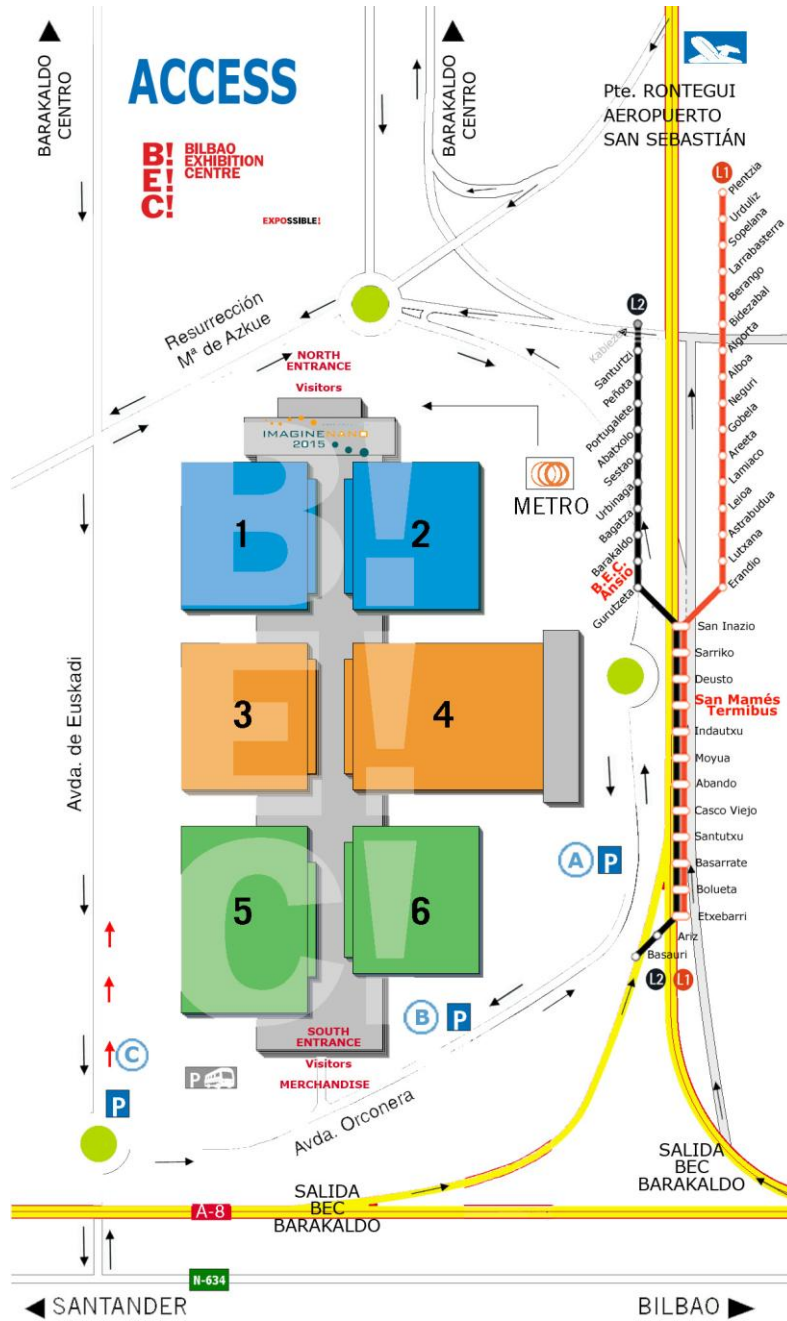 BARAKALDO
CENTRO
ACCESS
BARAKALDO
CENTRO
Pte. RONTEGUI
AEROPUERTO
SAN SEBASTIÁN
B!
E!
C!
BILBAO
EXHIBITION
CENTRE
EXPOSSIBLE!
L1
Plentzia
Urduliz
Sopelana
Larrabasterra
Berango
Bidezabal
Algorta
Aiboa
Neguri
Gobela
Areeta
Lamiaco
Leioa
Astrabudua
Lutxana
Erandio
L2
Kabiezes
Santurtzi
Peñota
Portugalete
Abatxolo
Sestao
Urbinaga
Bagatza
Barakaldo
B.E.C.
Ansio
Gurutzeta
San Inazio
Sarriko
Deusto
San Mamés
Termibus
Indautxu
Moyua
Abando
Casco Viejo
Santutxu
Basarrate
Bolueta
Etxebarri
Ariz
Basauri
L2 L1
Resurrección
Mª de Azkue
NORTH
ENTRANCE
Visitors
IMAGINENANO
2015
METRO
B!
E!
C!
1
2
3
4
5
6
Avda. de Euskadi
A P
B P
C
P
P
SOUTH
ENTRANCE
Visitors
MERCHANDISE
Avda. Orconera
SALIDA
BEC
BARAKALDO
SALIDA
BEC
BARAKALDO
A-8
N-634
SANTANDER
BILBAO